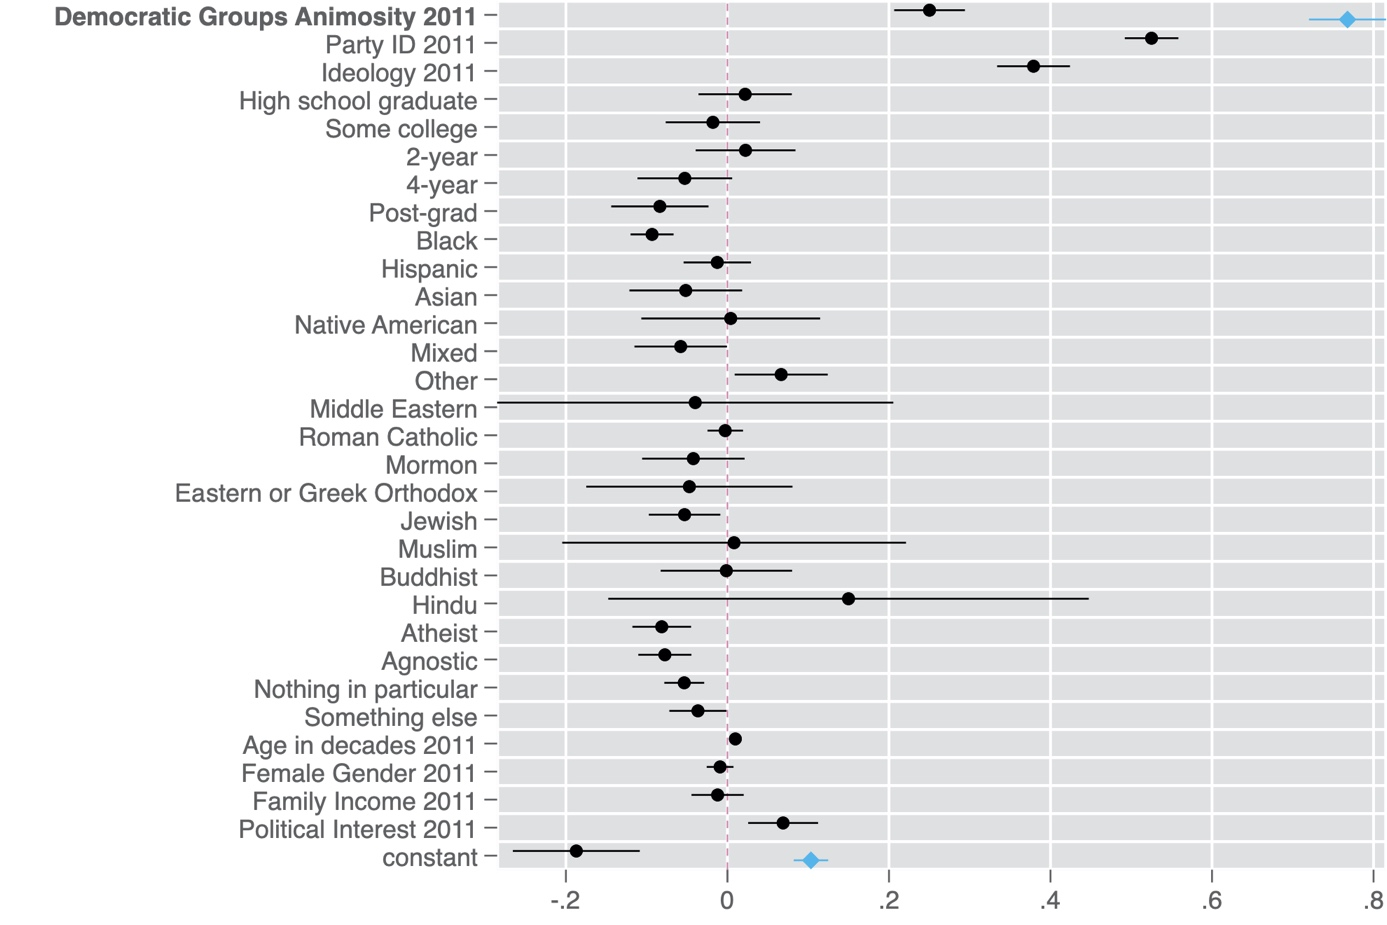 Democratic Groups Animosity 2011
Party ID 2011
Ideology 2011
High school graduate
Some college
2-year
4-year
Post-grad
Black
Hispanic
Asian
Native American
Mixed
Other
Middle Eastern
Roman Catholic
Mormon
Eastern or Greek Orthodox
Jewish
Muslim
Buddhist
Hindu
Atheist
Agnostic
Nothing in particular
Something else
Age in decades 2011
Female Gender 2011
Family Income 2011
Political Interest 2011
constant
-.2 0 .2 .4 .6 .8